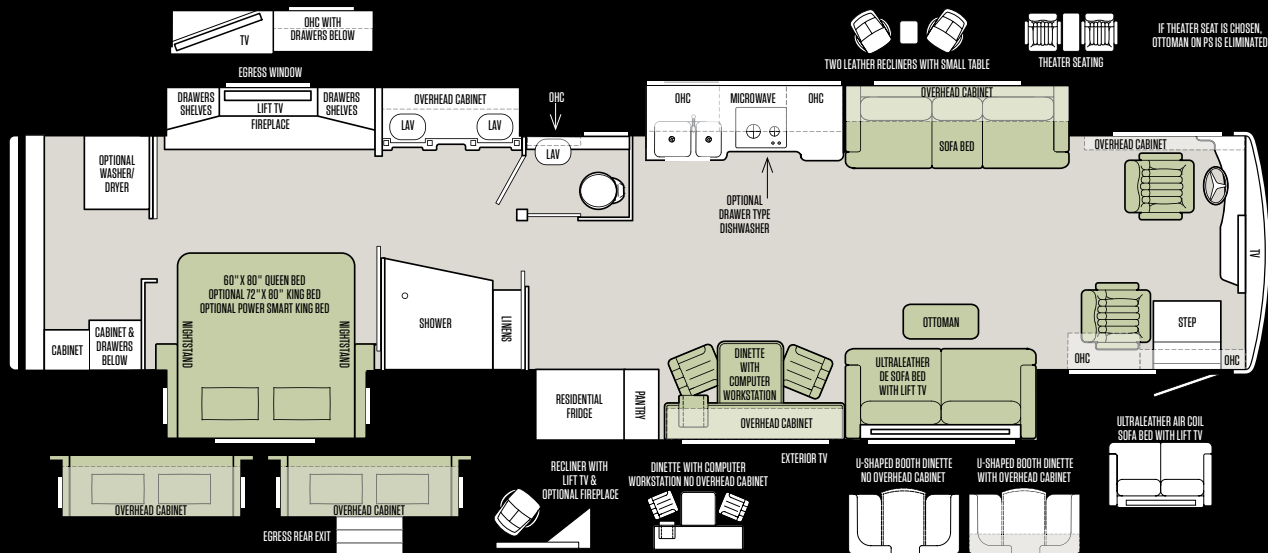 TV
OHC WITH
DRAWERS BELOW
TWO LEATHER RECLINERS WITH SMALL TABLE
THEATER SEATING
IF THEATER SEAT IS CHOSEN,
OTTOMAN ON PS IS ELIMINATED
EGRESS WINDOW
DRAWERS
SHELVES
LIFT TV
FIREPLACE
DRAWERS
SHELVES
OVERHEAD CABINET
LAV
LAV
OHC
LAV
OHC
MICROWAVE
OHC
OVERHEAD CABINET
SOFA BED
OVERHEAD CABINET
OPTIONAL
WASHER/
DRYER
OPTIONAL
DRAWER TYPE
DISHWASHER
TV
60" X 80" QUEEN BED
OPTIONAL 72" X 80" KING BED
OPTIONAL POWER SMART KING BED
NIGHTSTAND
NIGHTSTAND
CABINET
CABINET &
DRAWERS
BELOW
SHOWER
LINENS
OTTOMAN
STEP
OHC
OHC
RESIDENTIAL
FRIDGE
PANTRY
DINETTE
WITH
COMPUTER
WORKSTATION
OVERHEAD CABINET
ULTRALEATHER
DE SOFA BED
WITH LIFT TV
EXTERIOR TV
ULTRALEATHER AIR COIL
SOFA BED WITH LIFT TV
OVERHEAD CABINET
OVERHEAD CABINET
EGRESS REAR EXIT
RECLINER WITH
LIFT TV &
OPTIONAL FIREPLACE
DINETTE WITH COMPUTER
WORKSTATION NO OVERHEAD CABINET
U-SHAPED BOOTH DINETTE
NO OVERHEAD CABINET
U-SHAPED BOOTH DINETTE
WITH OVERHEAD CABINET